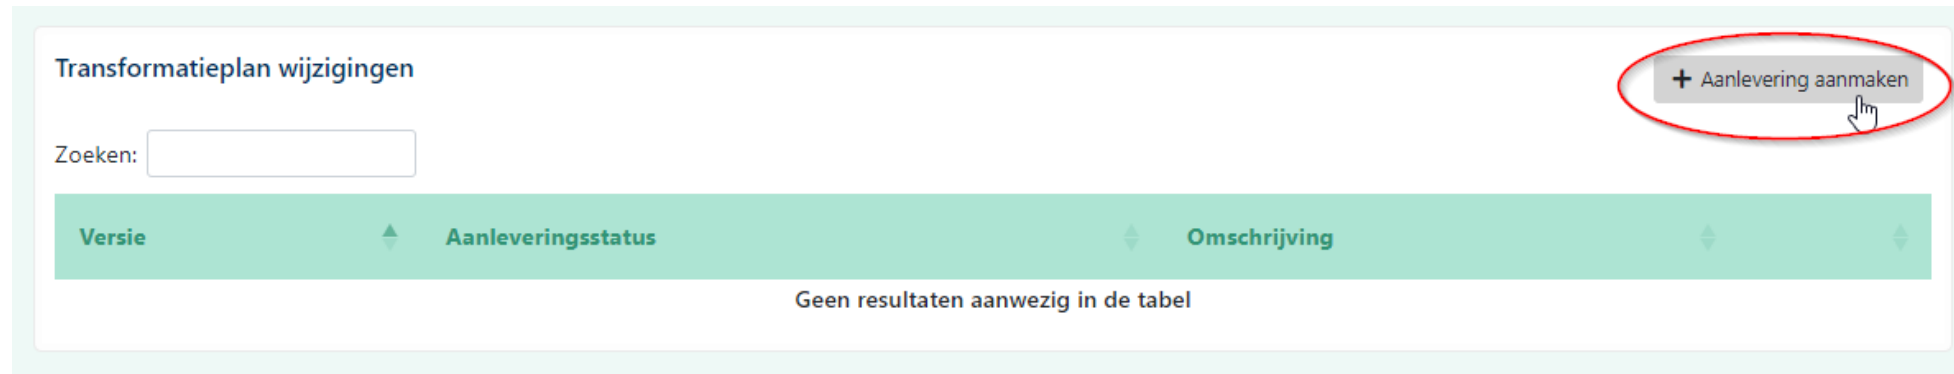 Transformatieplan wijzigingen
+ Aanlevering aanmaken
Zoeken:
Versie Aanleveringsstatus Omschrijving
Geen resultaten aanwezig in de tabel